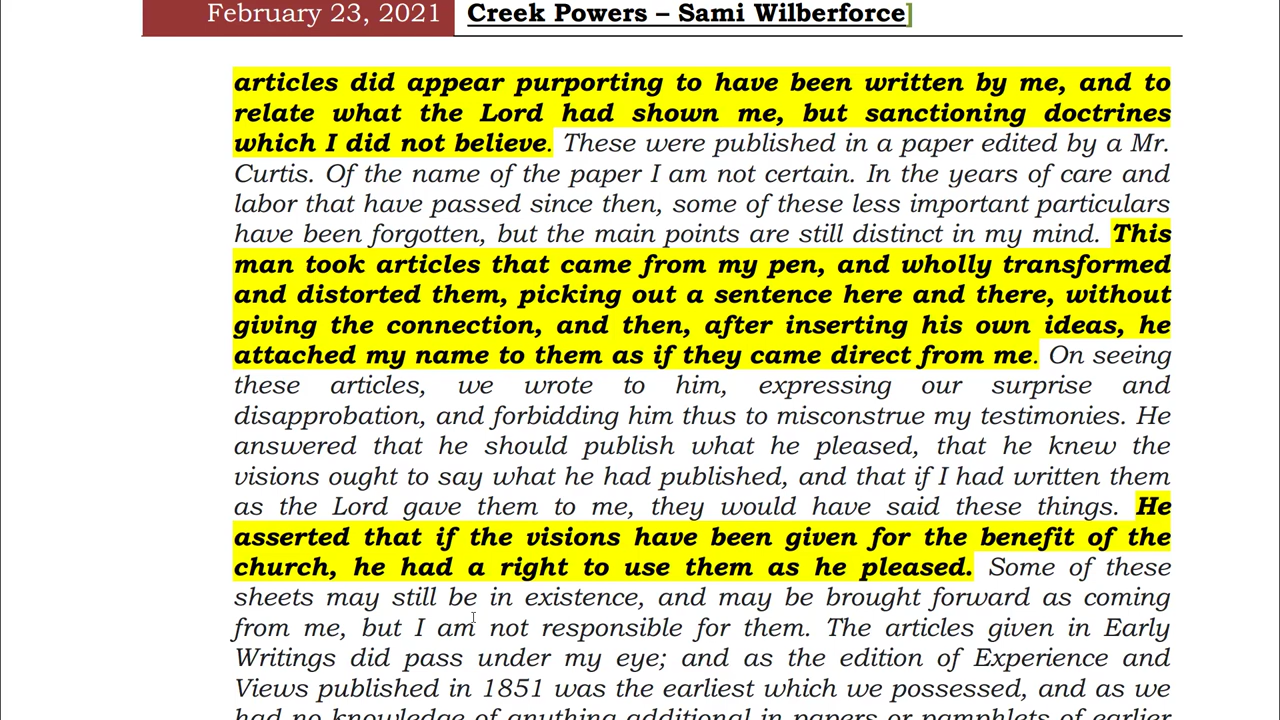 February 23, 2021 Creek Powers – Sami Wilberforce]
articles did appear purporting to have been written by me, and to
relate what the Lord had shown me, but sanctioning doctrines
which I did not believe. These were published in a paper edited by a Mr.
Curtis. Of the name of the paper I am not certain. In the years of care and
labor that have passed since then, some of these less important particulars
have been forgotten, but the main points are still distinct in my mind. This
man took articles that came from my pen, and wholly transformed
and distorted them, picking out a sentence here and there, without
giving the connection, and then, after inserting his own ideas, he
attached my name to them as if they came direct from me. On seeing
these articles, we wrote to him, expressing our surprise and
disapprobation, and forbidding him thus to misconstrue my testimonies. He
answered that he should publish what he pleased, that he knew the
visions ought to say what he had published, and that if I had written them
as the Lord gave them to me, they would have said these things. He
asserted that if the visions have been given for the benefit of the
church, he had a right to use them as he pleased. Some of these
sheets may still be in existence, and may be brought forward as coming
from me, but I am not responsible for them. The articles given in Early
Writings did pass under my eye; and as the edition of Experience and
Views published in 1851 was the earliest which we possessed, and as we
had no knowledge of anything additional in papers or pamphlets of earlier